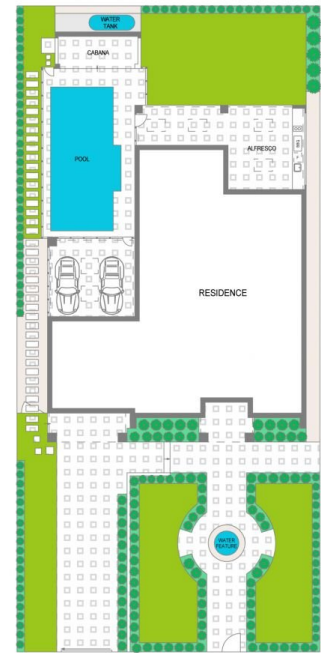 WATER
TANK
CABANA
POOL
ALFRESCO
RESIDENCE
WATER
FEATURE